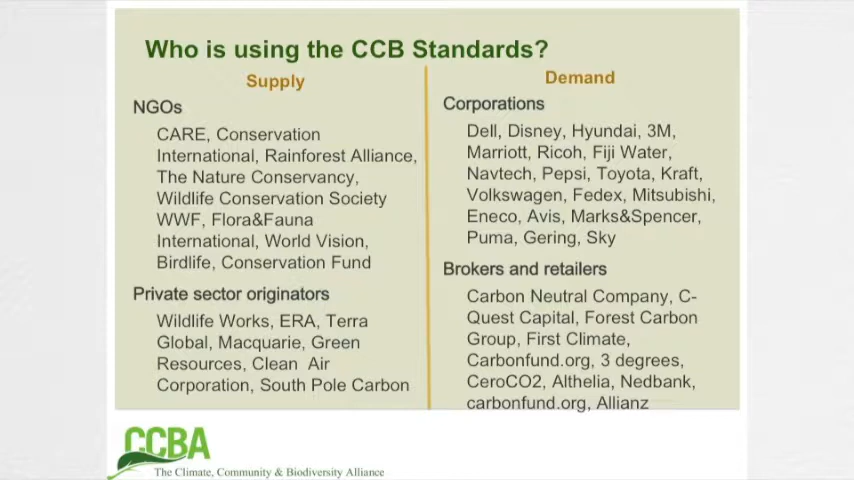 Who is using the CCB Standards?
Supply
NGOs
CARE, Conservation
International, Rainforest Alliance,
The Nature Conservancy,
Wildlife Conservation Society
WWF, Flora&Fauna
International, World Vision,
Birdlife, Conservation Fund
Private sector originators
Wildlife Works, ERA, Terra
Global, Macquarie, Green
Resources, Clean Air
Corporation, South Pole Carbon
Demand
Corporations
Dell, Disney, Hyundai, 3M,
Marriott, Ricoh, Fiji Water,
Navtech, Pepsi, Toyota, Kraft,
Volkswagen, Fedex, Mitsubishi,
Eneco, Avis, Marks&Spencer,
Puma, Gering, Sky
Brokers and retailers
Carbon Neutral Company, C-
Quest Capital, Forest Carbon
Group, First Climate,
Carbonfund.org, 3 degrees,
CeroCO2, Althelia, Nedbank,
carbonfund.org, Allianz
CCBA
The Climate, Community & Biodiversity Alliance